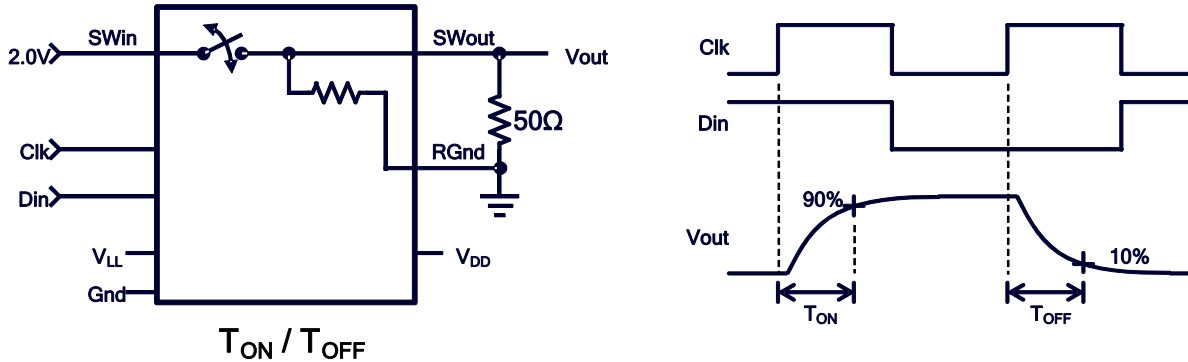 SWin
SWout
2.0V
Vout
50Ω
RGnd
Clk
Din
VLL
VDD
Gnd
TON / TOFF
Clk
Din
90%
Vout
10%
TON
TOFF